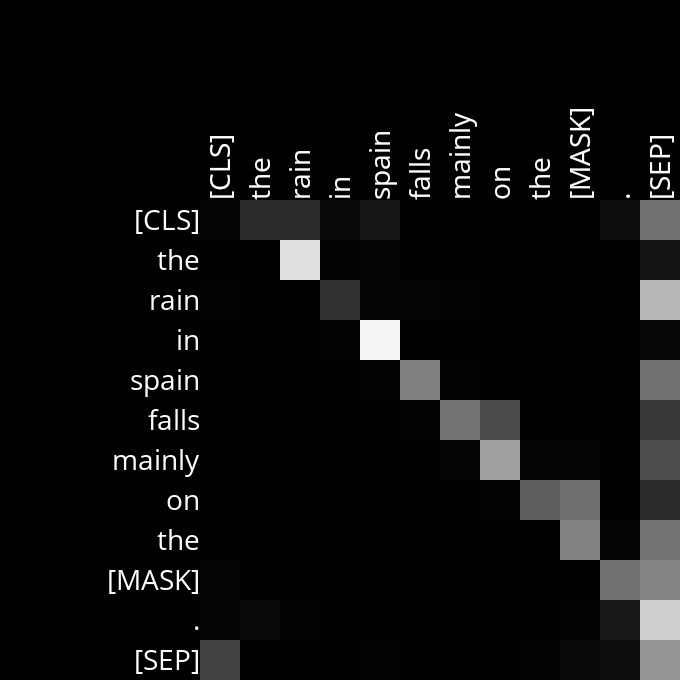 [CLS] the rain in spain falls mainly on the [MASK] . [SEP]
[CLS]
the
rain
in
spain
falls
mainly
on
the
[MASK]
.
[SEP]